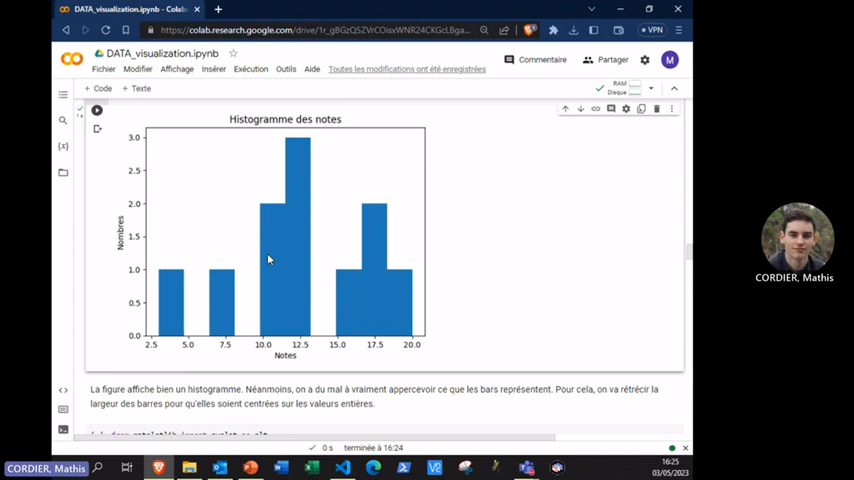 DATA_visualization.ipynb - Colab
https://colab.research.google.com/drive/1r_gBGzQ5ZVrCOisxWNR24CKGcLBga...
VPN
DATA_visualization.ipynb
Commentaire
Partager
M
Fichier Modifier Affichage Insérer Exécution Outils Aide Toutes les modifications ont été enregistrées
+ Code + Texte
RAM
Disque
Histogramme des notes
3.0
2.5
2.0
1.5
1.0
0.5
0.0
Nombres
2.5 5.0 7.5 10.0 12.5 15.0 17.5 20.0
Notes
La figure affiche bien un histogramme. Néanmoins, on a du mal à vraiment appercevoir ce que les bars représentent. Pour cela, on va rétrécir la
largeur des barres pour qu'elles soient centrées sur les valeurs entières.
0 s terminée à 16:24
CORDIER, Mathis
CORDIER, Mathis
16:25
03/05/2023